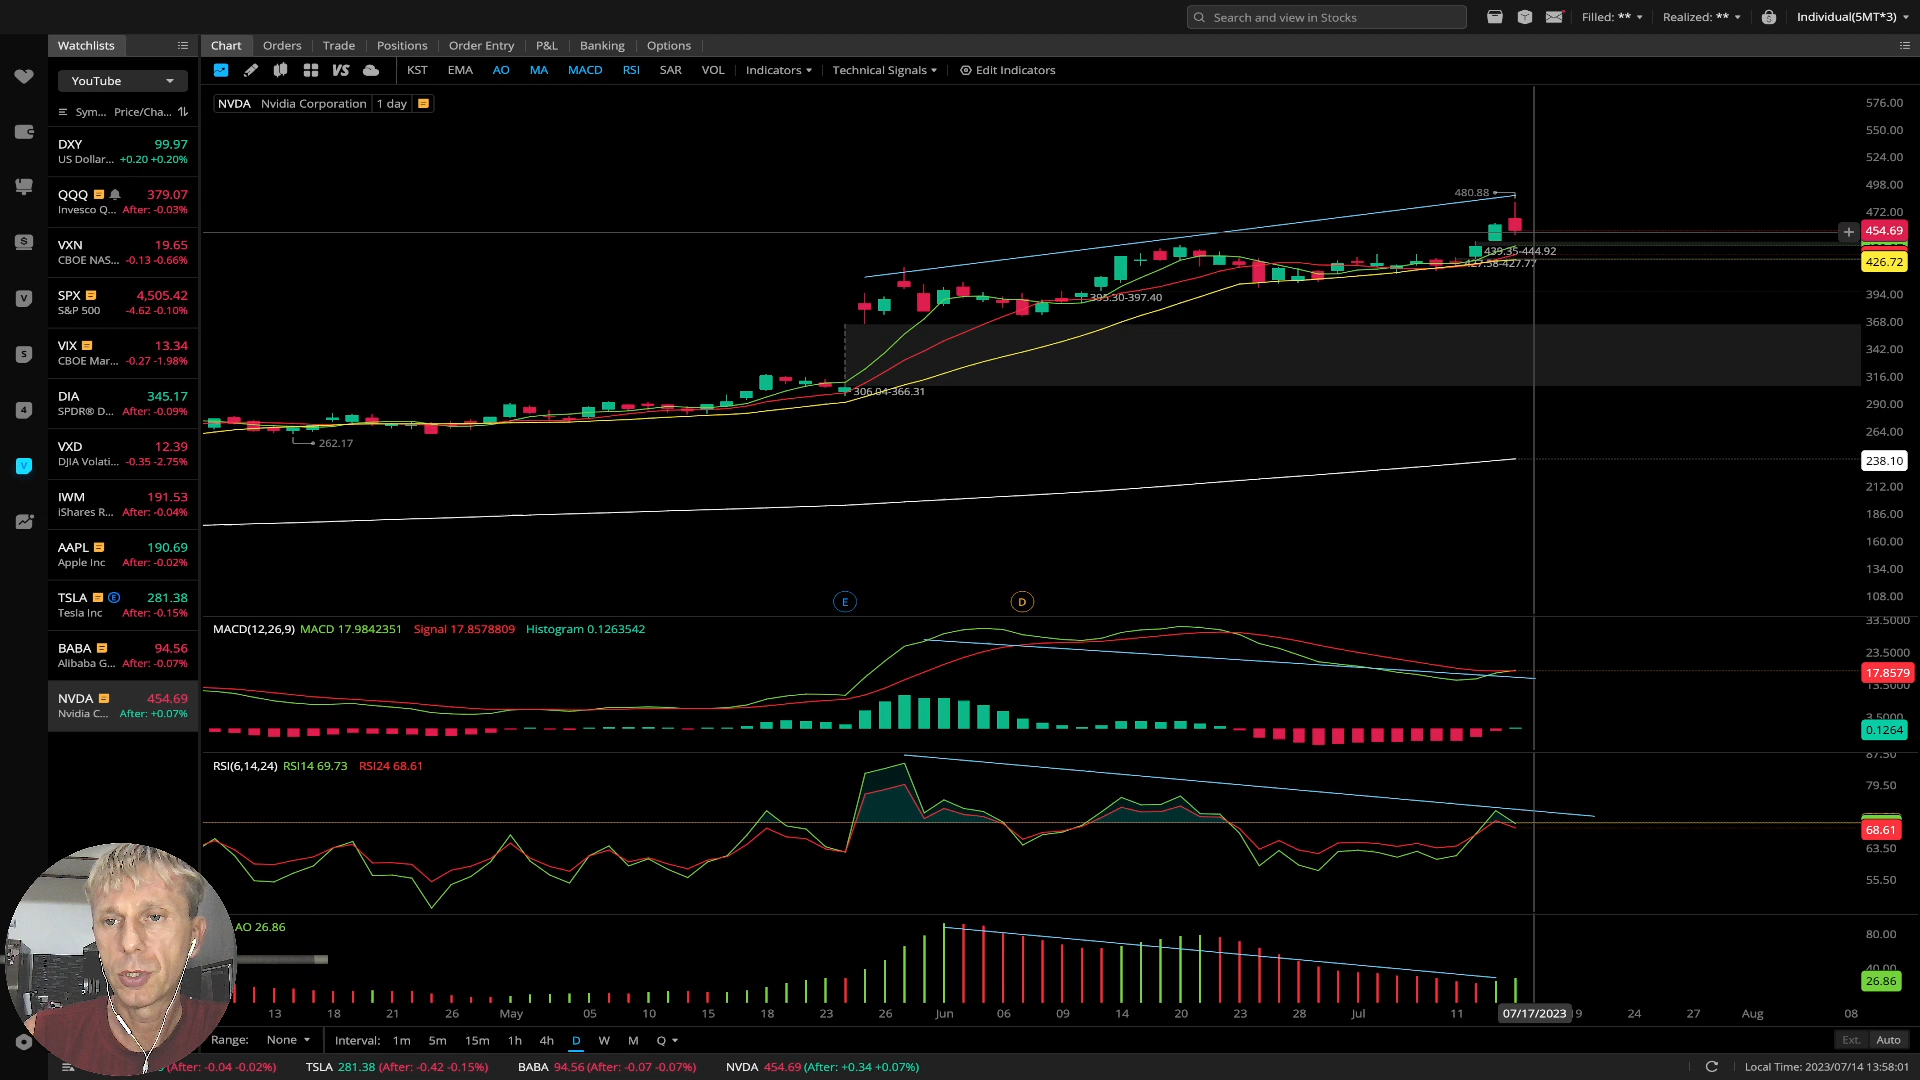 Search and view in Stocks
Filled: **
Realized: **
Individual(5MT*3)
Watchlists
Chart Orders Trade Positions Order Entry P&L Banking Options
YouTube
KST EMA AO MA MACD RSI SAR VOL Indicators Technical Signals Edit Indicators
Sym... Price/Cha...
NVDA Nvidia Corporation 1 day
DXY 99.97
US Dollar... +0.20 +0.20%
QQQ 379.07
Invesco Q... After: -0.03%
VXN 19.65
CBOE NAS... -0.13 -0.66%
SPX 4,505.42
S&P 500 -4.62 -0.10%
VIX 13.34
CBOE Mar... -0.27 -1.98%
DIA 345.17
SPDR® D... After: -0.09%
VXD 12.39
DJIA Volati... -0.35 -2.75%
IWM 191.53
iShares R... After: -0.04%
AAPL 190.69
Apple Inc After: -0.02%
TSLA E 281.38
Tesla Inc After: -0.15%
BABA 94.56
Alibaba G... After: -0.07%
NVDA 454.69
Nvidia C... After: +0.07%
480.88
439.35-444.92
427.58-427.77
395.30-397.40
306.04-366.31
262.17
E
D
576.00
550.00
524.00
498.00
472.00
454.69
426.72
394.00
368.00
342.00
316.00
290.00
264.00
238.10
212.00
186.00
160.00
134.00
108.00
MACD(12,26,9) MACD 17.9842351 Signal 17.8578809 Histogram 0.1263542
33.5000
23.5000
17.8579
13.5000
3.5000
0.1264
RSI(6,14,24) RSI14 69.73 RSI24 68.61
87.50
79.50
68.61
63.50
55.50
AO 26.86
80.00
40.00
26.86
13 18 21 26 May 05 10 15 18 23 26 Jun 06 09 14 20 23 28 Jul 11 07/17/2023 9 24 27 Aug 08
Range: None Interval: 1m 5m 15m 1h 4h D W M Q
Ext. Auto
(After: -0.04 -0.02%) TSLA 281.38 (After: -0.42 -0.15%) BABA 94.56 (After: -0.07 -0.07%) NVDA 454.69 (After: +0.34 +0.07%)
Local Time: 2023/07/14 13:58:01